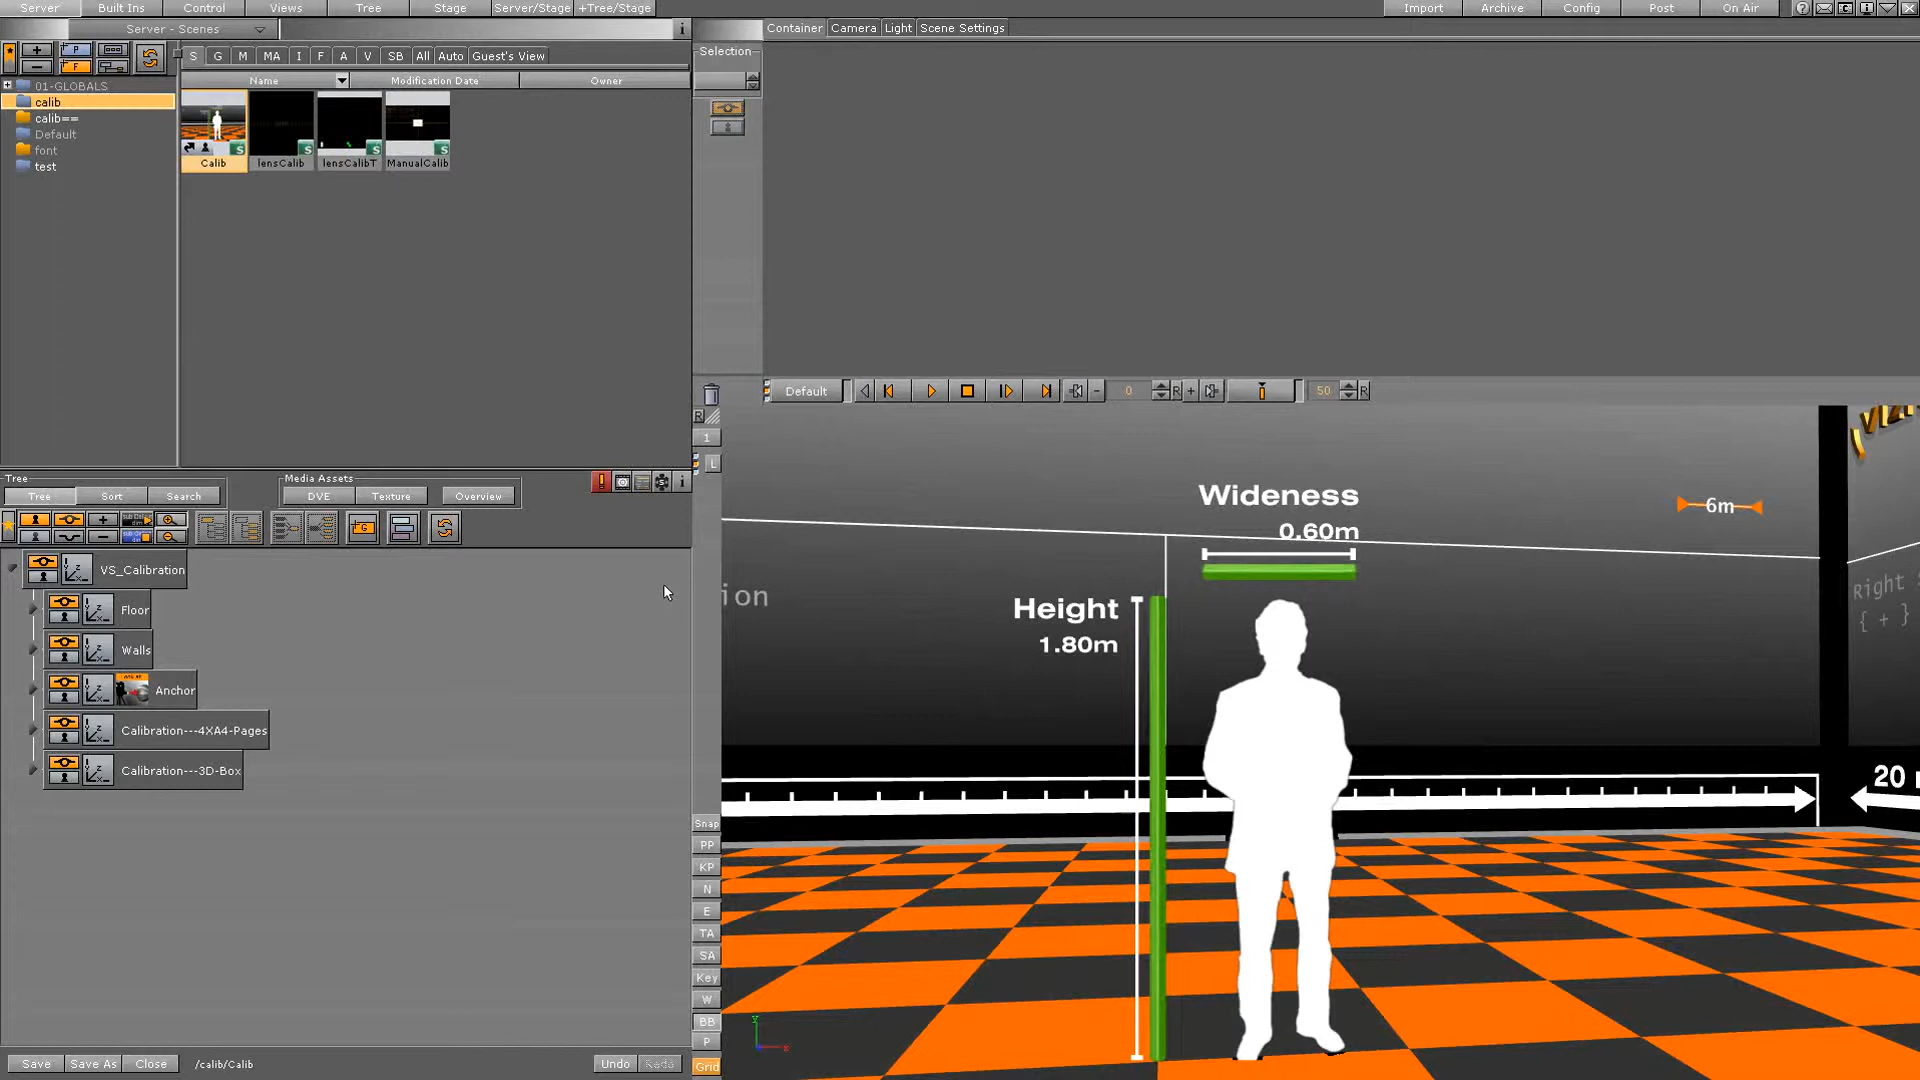 Server Built Ins Control Views Tree Stage Server/Stage +Tree/Stage Import Archive Config Post On Air
Server - Scenes
Container Camera Light Scene Settings
S G M MA I F A V SB All Auto Guest's View
Selection
Name Modification Date Owner
01-GLOBALS
calib
calib==
Default
font
test
Calib lensCalib lensCalibT ManualCalib
Default 0 R + 50 R
R
1
L
Tree Media Assets
Tree Sort Search DVE Texture Overview
VS_Calibration
Floor
Walls
Anchor
Calibration---4XA4-Pages
Calibration---3D-Box
Wideness
0.60m
6m
ion
Height
1.80m
Right
{ + }
20
Snap
PP
KP
N
E
TA
SA
Key
W
BB
P
Grid
Save Save As Close /calib/Calib Undo Redo